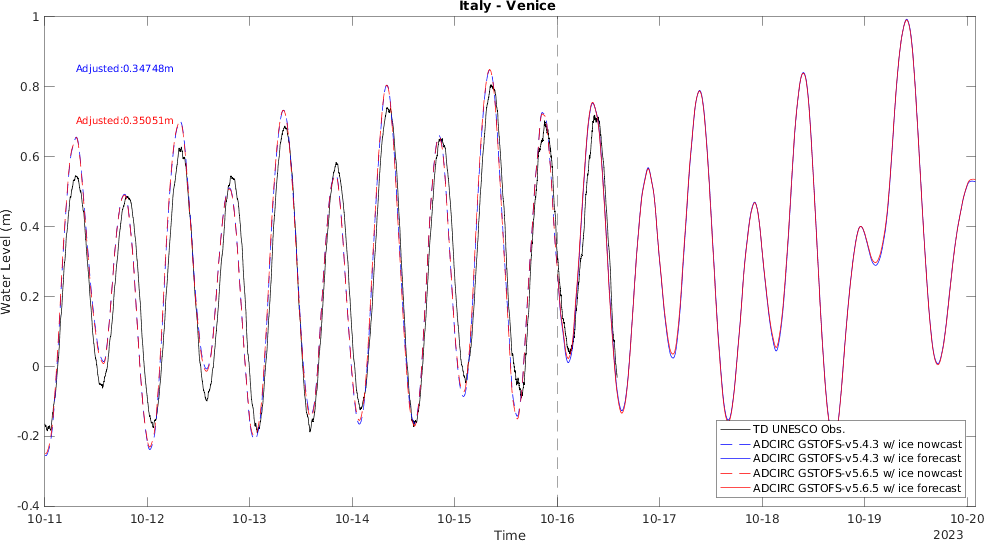 Italy - Venice
1
Adjusted:0.34748m
0.8
Adjusted:0.35051m
0.6
0.4
Water Level (m)
0.2
0
-0.2
-0.4
TD UNESCO Obs.
ADCIRC GSTOFS-v5.4.3 w/ ice nowcast
ADCIRC GSTOFS-v5.4.3 w/ ice forecast
ADCIRC GSTOFS-v5.6.5 w/ ice nowcast
ADCIRC GSTOFS-v5.6.5 w/ ice forecast
10-11 10-12 10-13 10-14 10-15 10-16 10-17 10-18 10-19 10-20
Time
2023